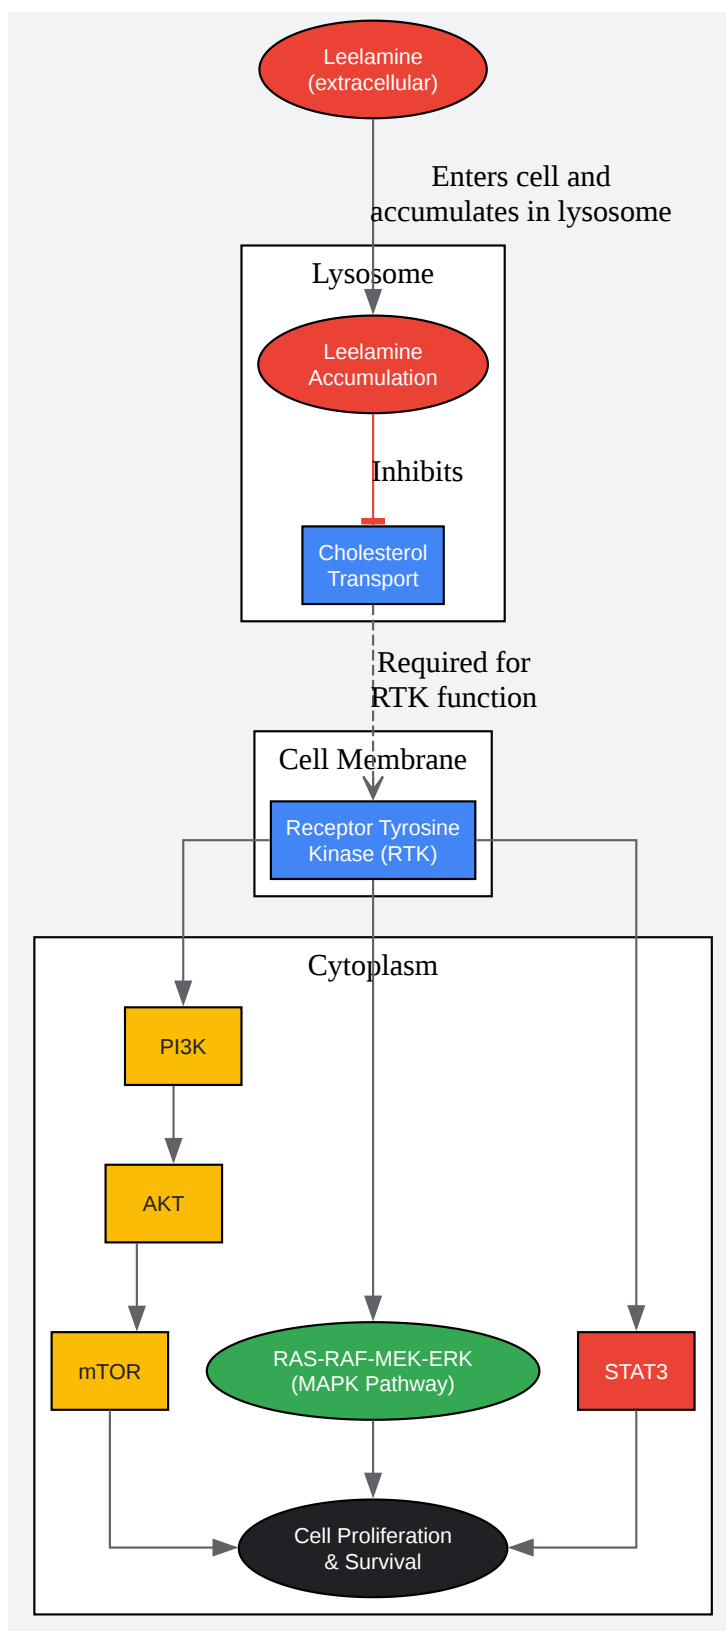 Leelamine
(extracellular)
Enters cell and
accumulates in lysosome
Lysosome
Leelamine
Accumulation
Inhibits
Cholesterol
Transport
Required for
RTK function
Cell Membrane
Receptor Tyrosine
Kinase (RTK)
Cytoplasm
PI3K
AKT
mTOR
RAS-RAF-MEK-ERK
(MAPK Pathway)
STAT3
Cell Proliferation
& Survival